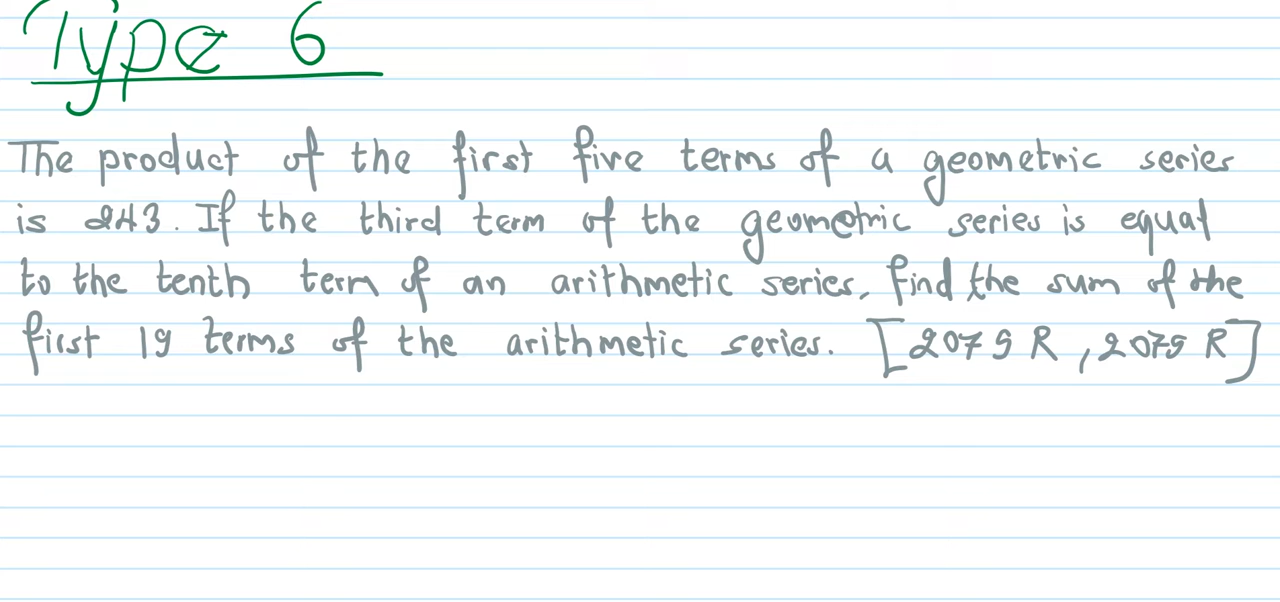 Type 6
The product of the first five terms of a geometric series
is 243. If the third term of the geometric series is equal
to the tenth term of an arithmetic series, find the sum of the
first 19 terms of the arithmetic series. [2079 R, 2075 R]